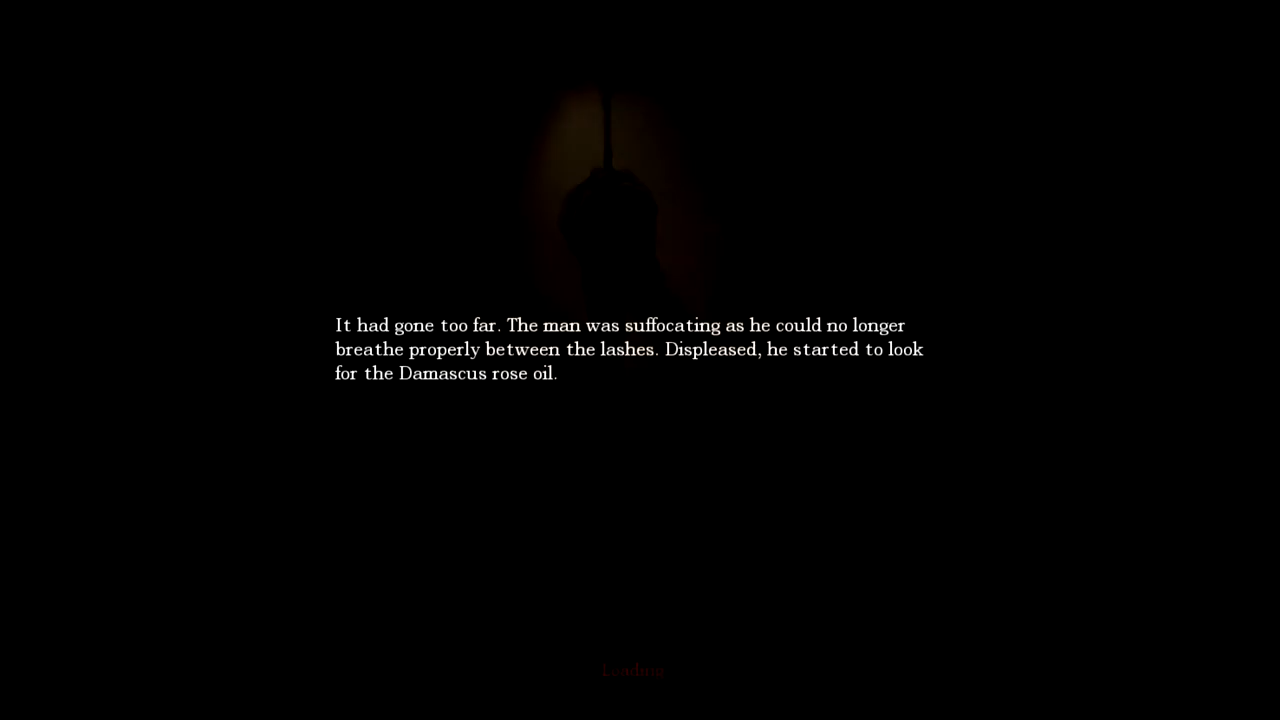 It had gone too far. The man was suffocating as he could no longer
breathe properly between the lashes. Displeased, he started to look
for the Damascus rose oil.
Loading